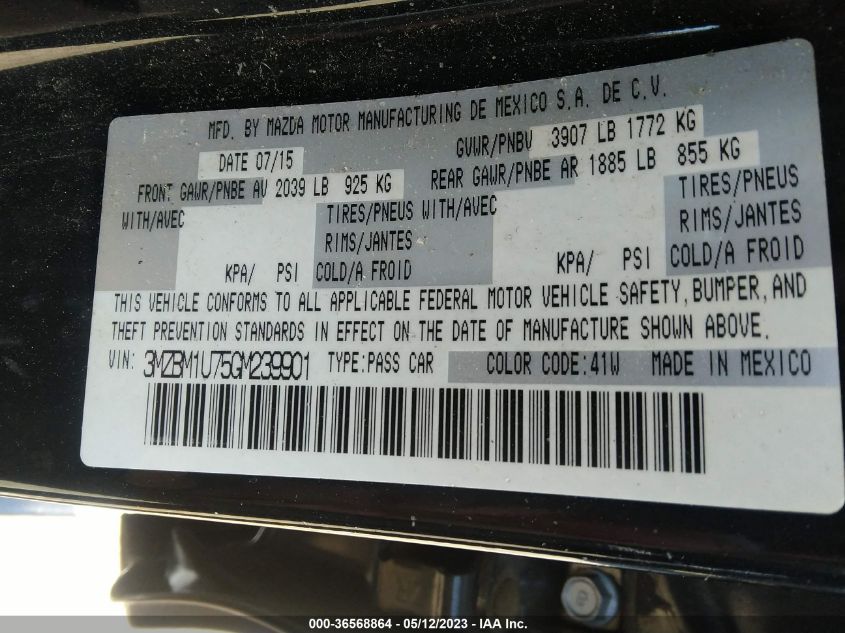 MFD. BY MAZDA MOTOR MANUFACTURING DE MEXICO S.A. DE C.V.
DATE 07/15 GVWR/PNBV 3907 LB 1772 KG
FRONT GAWR/PNBE AV 2039 LB 925 KG REAR GAWR/PNBE AR 1885 LB 855 KG
WITH/AVEC TIRES/PNEUS WITH/AVEC TIRES/PNEUS
RIMS/JANTES RIMS/JANTES
KPA/ PSI COLD/A FROID KPA/ PSI COLD/A FROID
THIS VEHICLE CONFORMS TO ALL APPLICABLE FEDERAL MOTOR VEHICLE SAFETY, BUMPER, AND
THEFT PREVENTION STANDARDS IN EFFECT ON THE DATE OF MANUFACTURE SHOWN ABOVE.
VIN: 3MZBM1U75GM239901 TYPE:PASS CAR COLOR CODE:41W MADE IN MEXICO
000-36568864 - 05/12/2023 - IAA Inc.